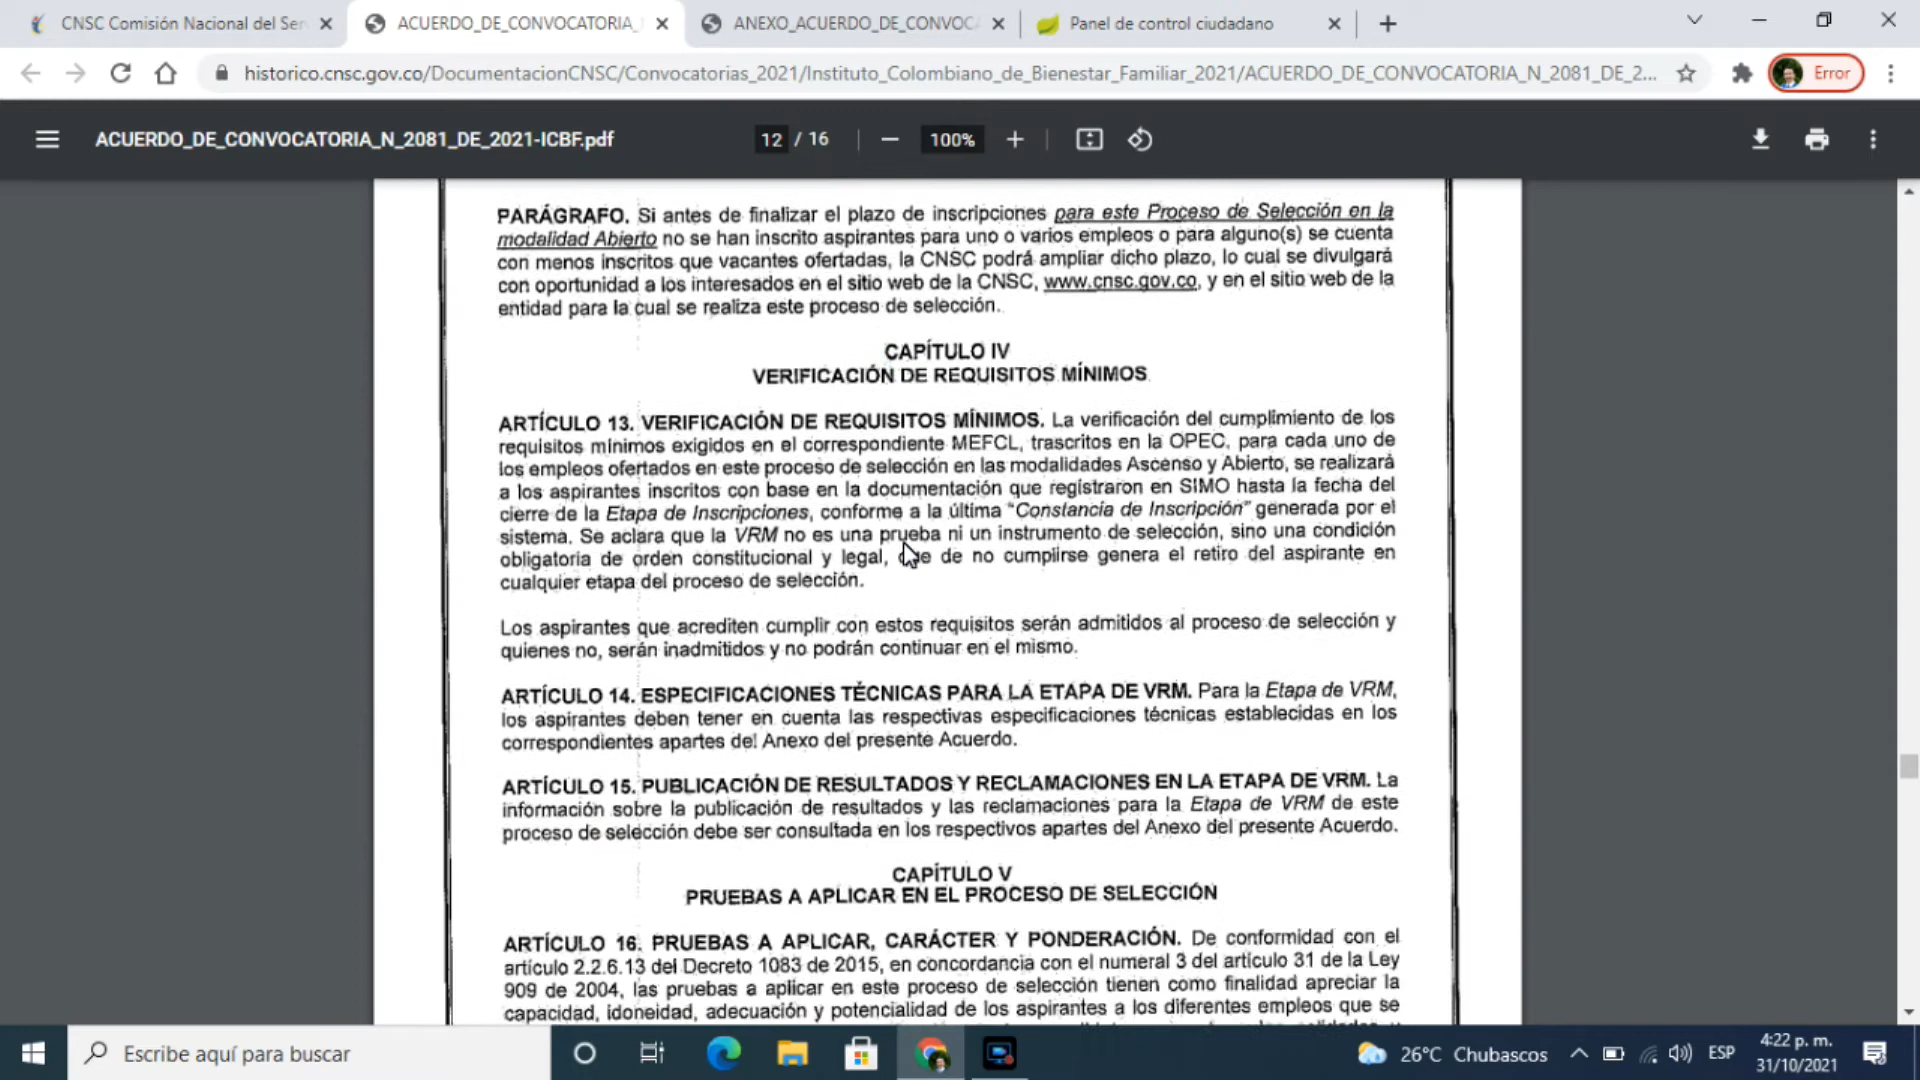 CNSC Comisión Nacional del Ser
ACUERDO_DE_CONVOCATORIA_
ANEXO_ACUERDO_DE_CONVOCA
Panel de control ciudadano
historico.cnsc.gov.co/DocumentacionCNSC/Convocatorias_2021/Instituto_Colombiano_de_Bienestar_Familiar_2021/ACUERDO_DE_CONVOCATORIA_N_2081_DE_2...
Error
ACUERDO_DE_CONVOCATORIA_N_2081_DE_2021-ICBF.pdf
12 / 16
100%
PARÁGRAFO. Si antes de finalizar el plazo de inscripciones para este Proceso de Selección en la
modalidad Abierto no se han inscrito aspirantes para uno o varios empleos o para alguno(s) se cuenta
con menos inscritos que vacantes ofertadas, la CNSC podrá ampliar dicho plazo, lo cual se divulgará
con oportunidad a los interesados en el sitio web de la CNSC, www.cnsc.gov.co, y en el sitio web de la
entidad para la cual se realiza este proceso de selección.
CAPÍTULO IV
VERIFICACIÓN DE REQUISITOS MÍNIMOS
ARTÍCULO 13. VERIFICACIÓN DE REQUISITOS MÍNIMOS. La verificación del cumplimiento de los
requisitos mínimos exigidos en el correspondiente MEFCL, trascritos en la OPEC, para cada uno de
los empleos ofertados en este proceso de selección en las modalidades Ascenso y Abierto, se realizará
a los aspirantes inscritos con base en la documentación que registraron en SIMO hasta la fecha del
cierre de la Etapa de Inscripciones, conforme a la última "Constancia de Inscripción" generada por el
sistema. Se aclara que la VRM no es una prueba ni un instrumento de selección, sino una condición
obligatoria de orden constitucional y legal, que de no cumplirse genera el retiro del aspirante en
cualquier etapa del proceso de selección.
Los aspirantes que acrediten cumplir con estos requisitos serán admitidos al proceso de selección y
quienes no, serán inadmitidos y no podrán continuar en el mismo.
ARTÍCULO 14. ESPECIFICACIONES TÉCNICAS PARA LA ETAPA DE VRM. Para la Etapa de VRM,
los aspirantes deben tener en cuenta las respectivas especificaciones técnicas establecidas en los
correspondientes apartes del Anexo del presente Acuerdo.
ARTÍCULO 15. PUBLICACIÓN DE RESULTADOS Y RECLAMACIONES EN LA ETAPA DE VRM. La
información sobre la publicación de resultados y las reclamaciones para la Etapa de VRM de este
proceso de selección debe ser consultada en los respectivos apartes del Anexo del presente Acuerdo.
CAPÍTULO V
PRUEBAS A APLICAR EN EL PROCESO DE SELECCIÓN
ARTÍCULO 16. PRUEBAS A APLICAR, CARÁCTER Y PONDERACIÓN. De conformidad con el
artículo 2.2.6.13 del Decreto 1083 de 2015, en concordancia con el numeral 3 del artículo 31 de la Ley
909 de 2004, las pruebas a aplicar en este proceso de selección tienen como finalidad apreciar la
capacidad, idoneidad, adecuación y potencialidad de los aspirantes a los diferentes empleos que se
Escribe aquí para buscar
26°C Chubascos
ESP
4:22 p. m.
31/10/2021